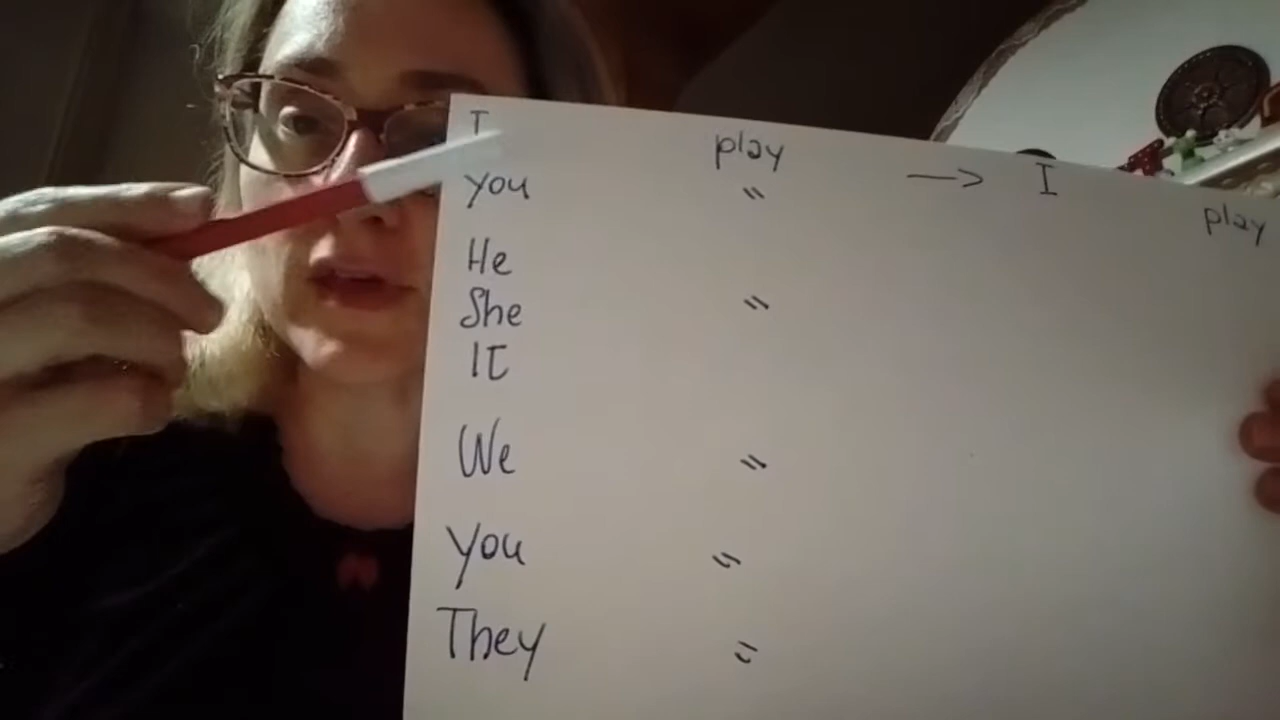 I play → I play
you "
He
She "
It
We "
you "
They "